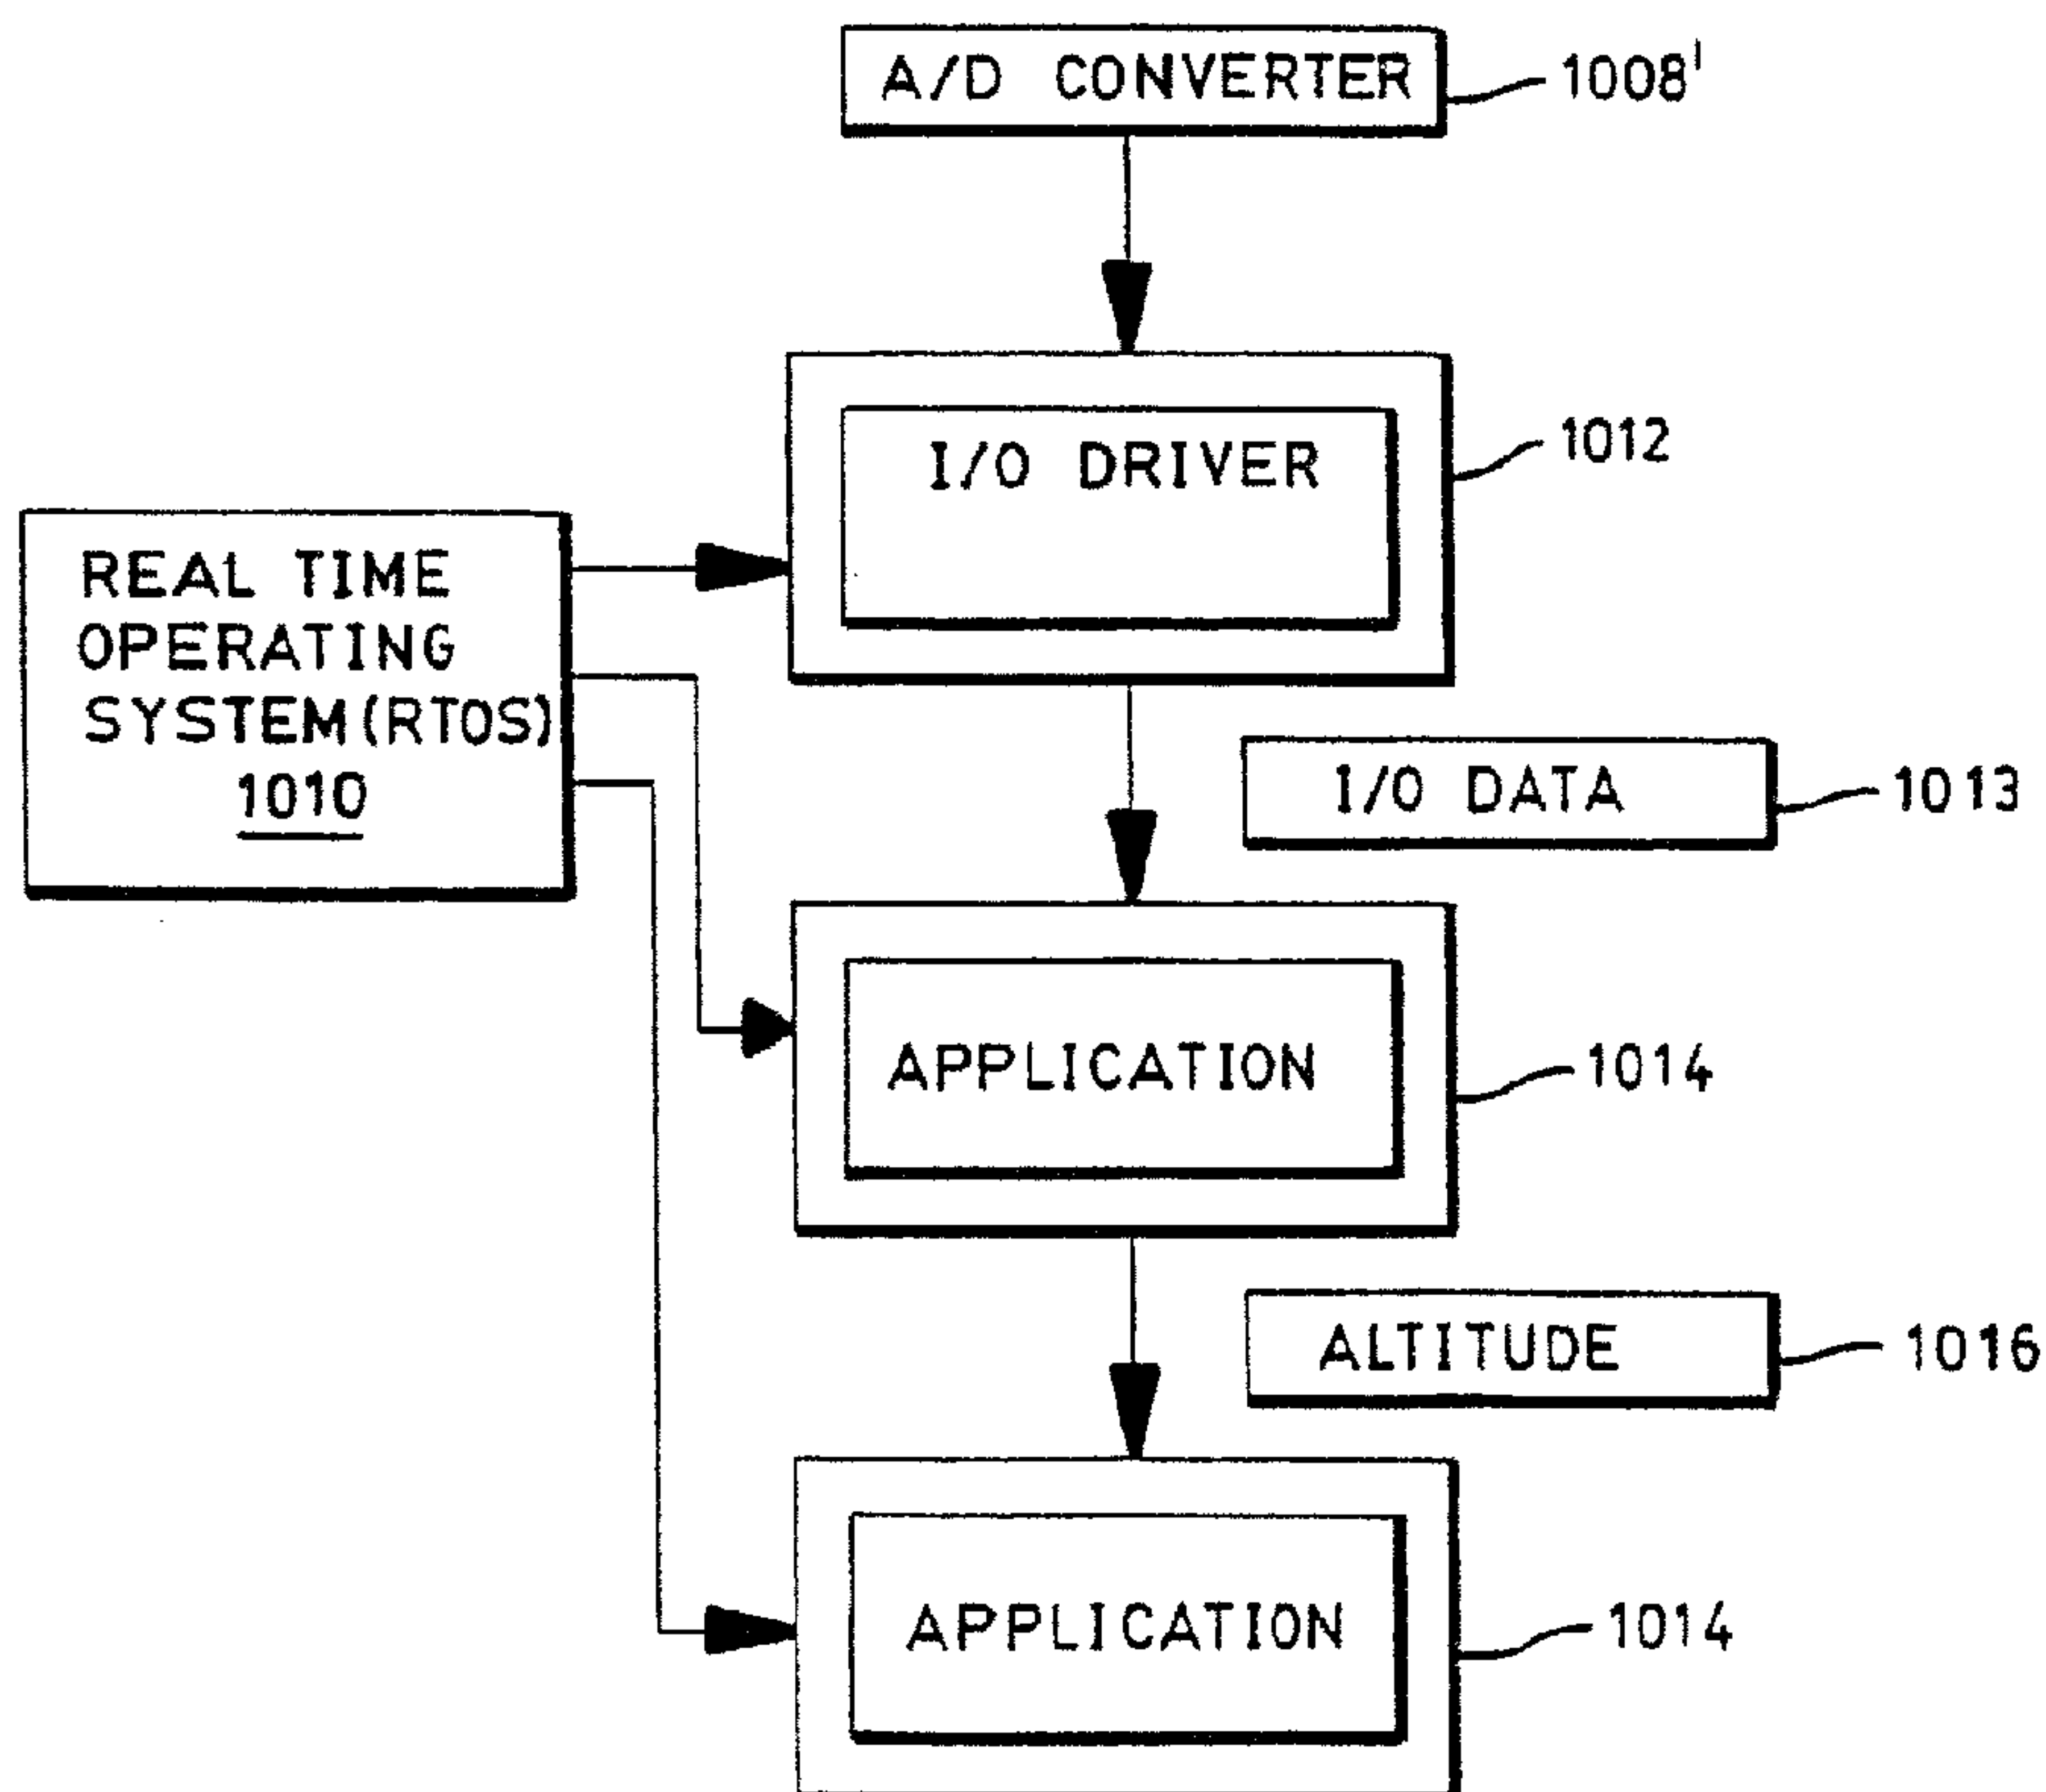 A/D CONVERTER
1008'
I/O DRIVER
1012
REAL TIME
OPERATING
SYSTEM(RTOS)
1010
I/O DATA
1013
APPLICATION
1014
ALTITUDE
1016
APPLICATION
1014